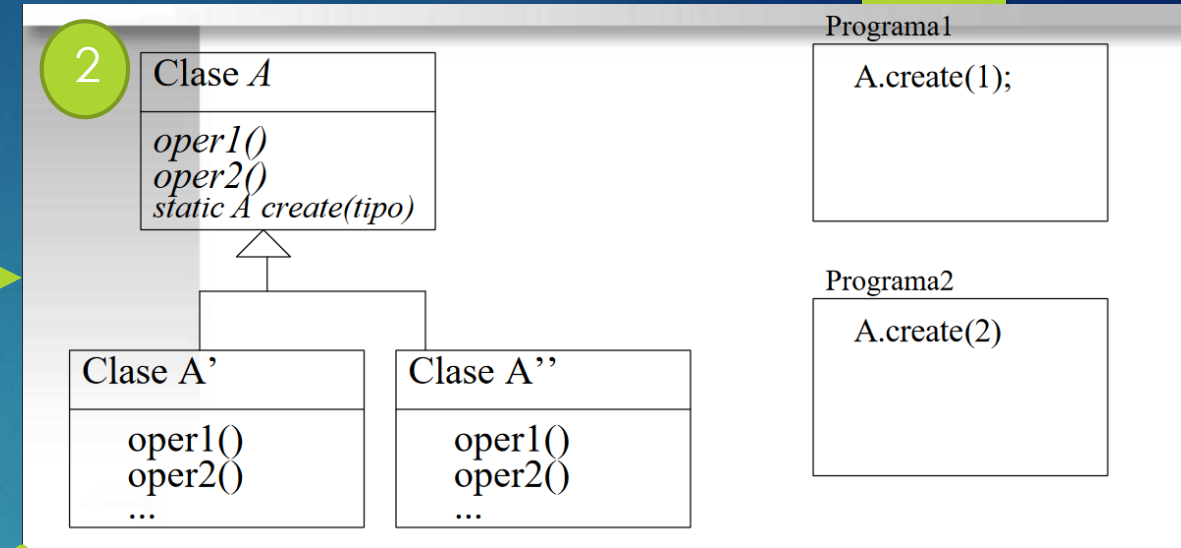 2
Clase A
oper1()
oper2()
static A create(tipo)
Clase A’
oper1()
oper2()
...
Clase A’’
oper1()
oper2()
...
Programa1
A.create(1);
Programa2
A.create(2)